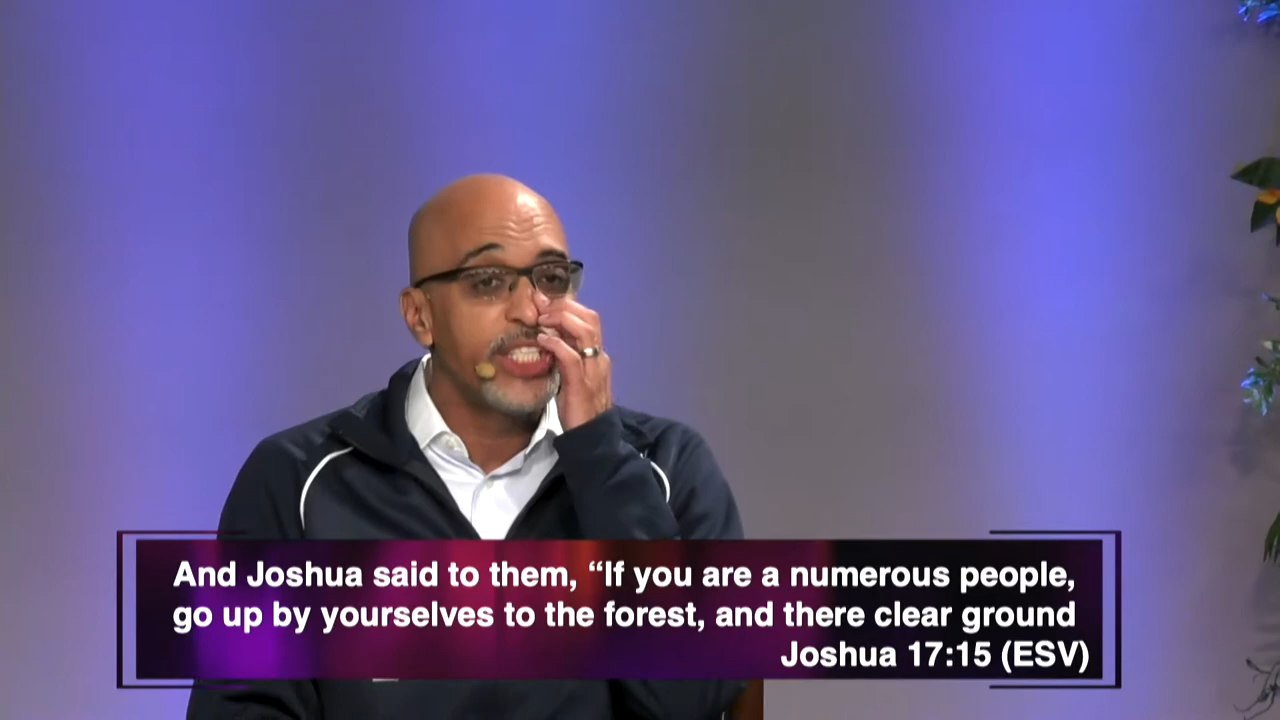 And Joshua said to them, “If you are a numerous people,
go up by yourselves to the forest, and there clear ground
Joshua 17:15 (ESV)